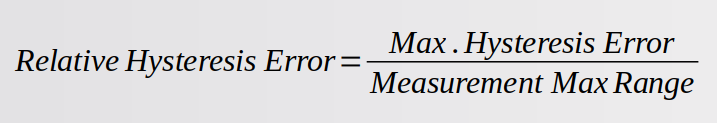 Relative Hysteresis Error = Max . Hysteresis Error
Measurement Max Range